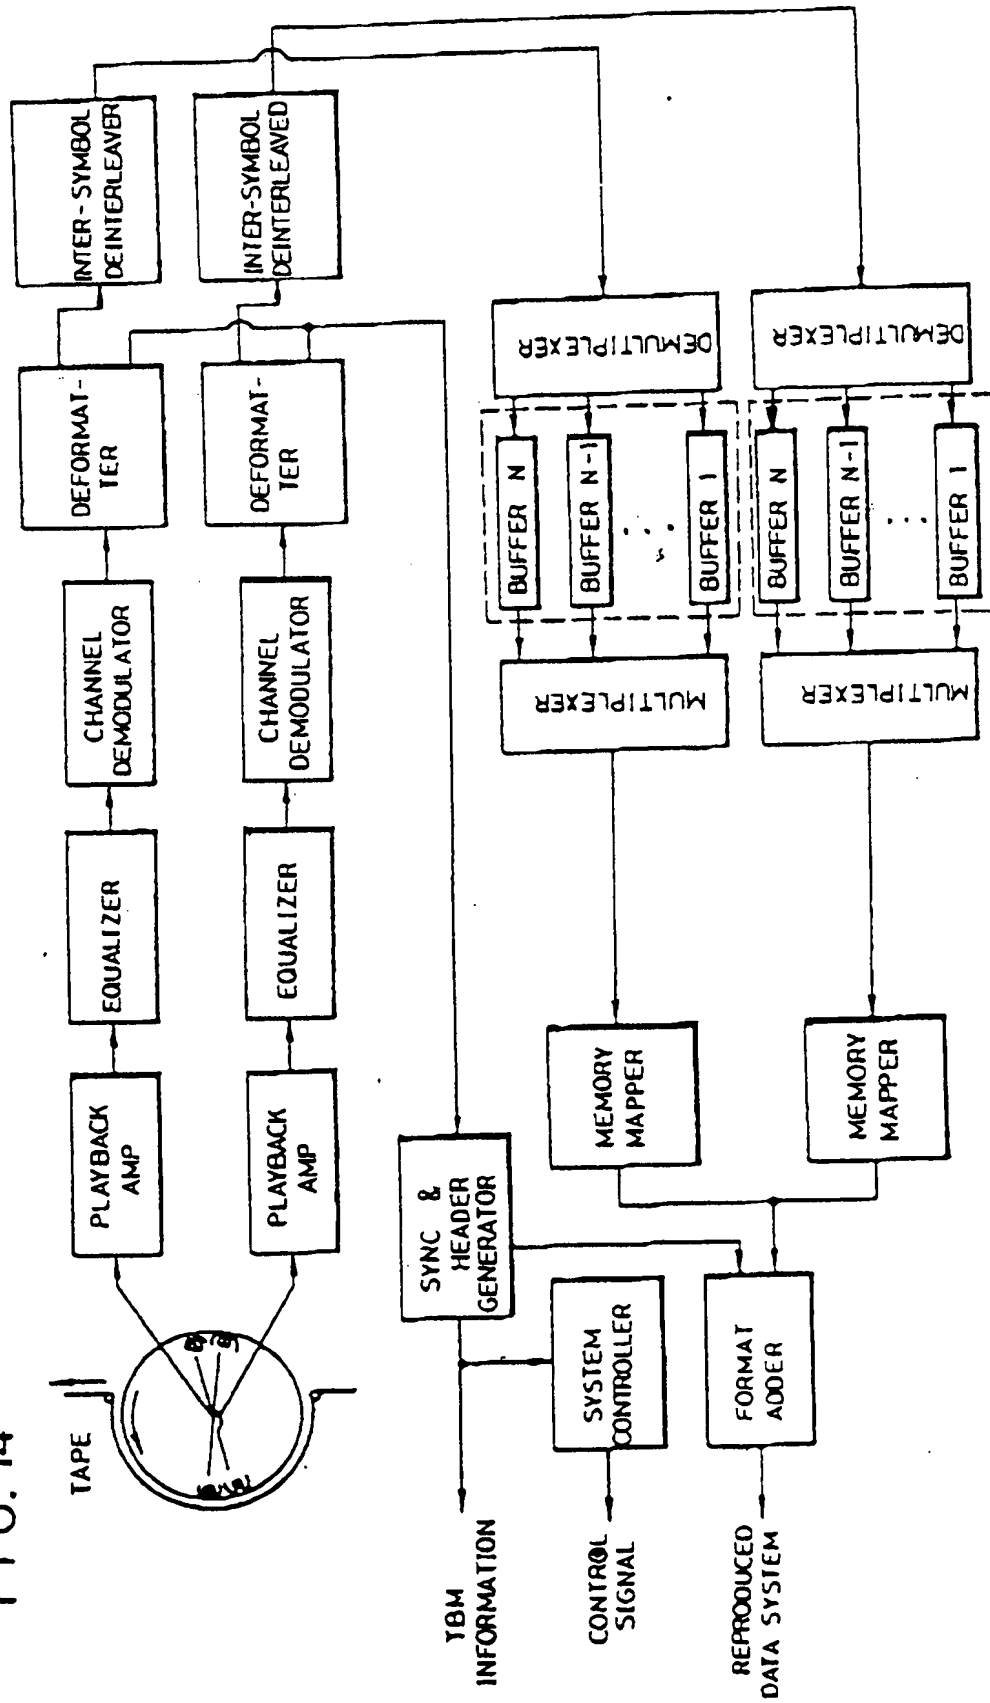 FIG. 14
TAPE
PLAYBACK
AMP
EQUALIZER
CHANNEL
DEMODULATOR
DEFORMAT-
TER
INTER-SYMBOL
DEINTERLEAVER
PLAYBACK
AMP
EQUALIZER
CHANNEL
DEMODULATOR
DEFORMAT-
TER
INTER-SYMBOL
DEINTERLEAVED
SYNC &
HEADER
GENERATOR
TBM
INFORMATION
SYSTEM
CONTROLLER
CONTROL
SIGNAL
FORMAT
ADDER
REPRODUCED
DATA SYSTEM
MEMORY
MAPPER
MULTIPLEXER
BUFFER N
BUFFER N-1
...
BUFFER 1
DEMULTIPLEXER
MEMORY
MAPPER
MULTIPLEXER
BUFFER N
BUFFER N-1
...
BUFFER 1
DEMULTIPLEXER